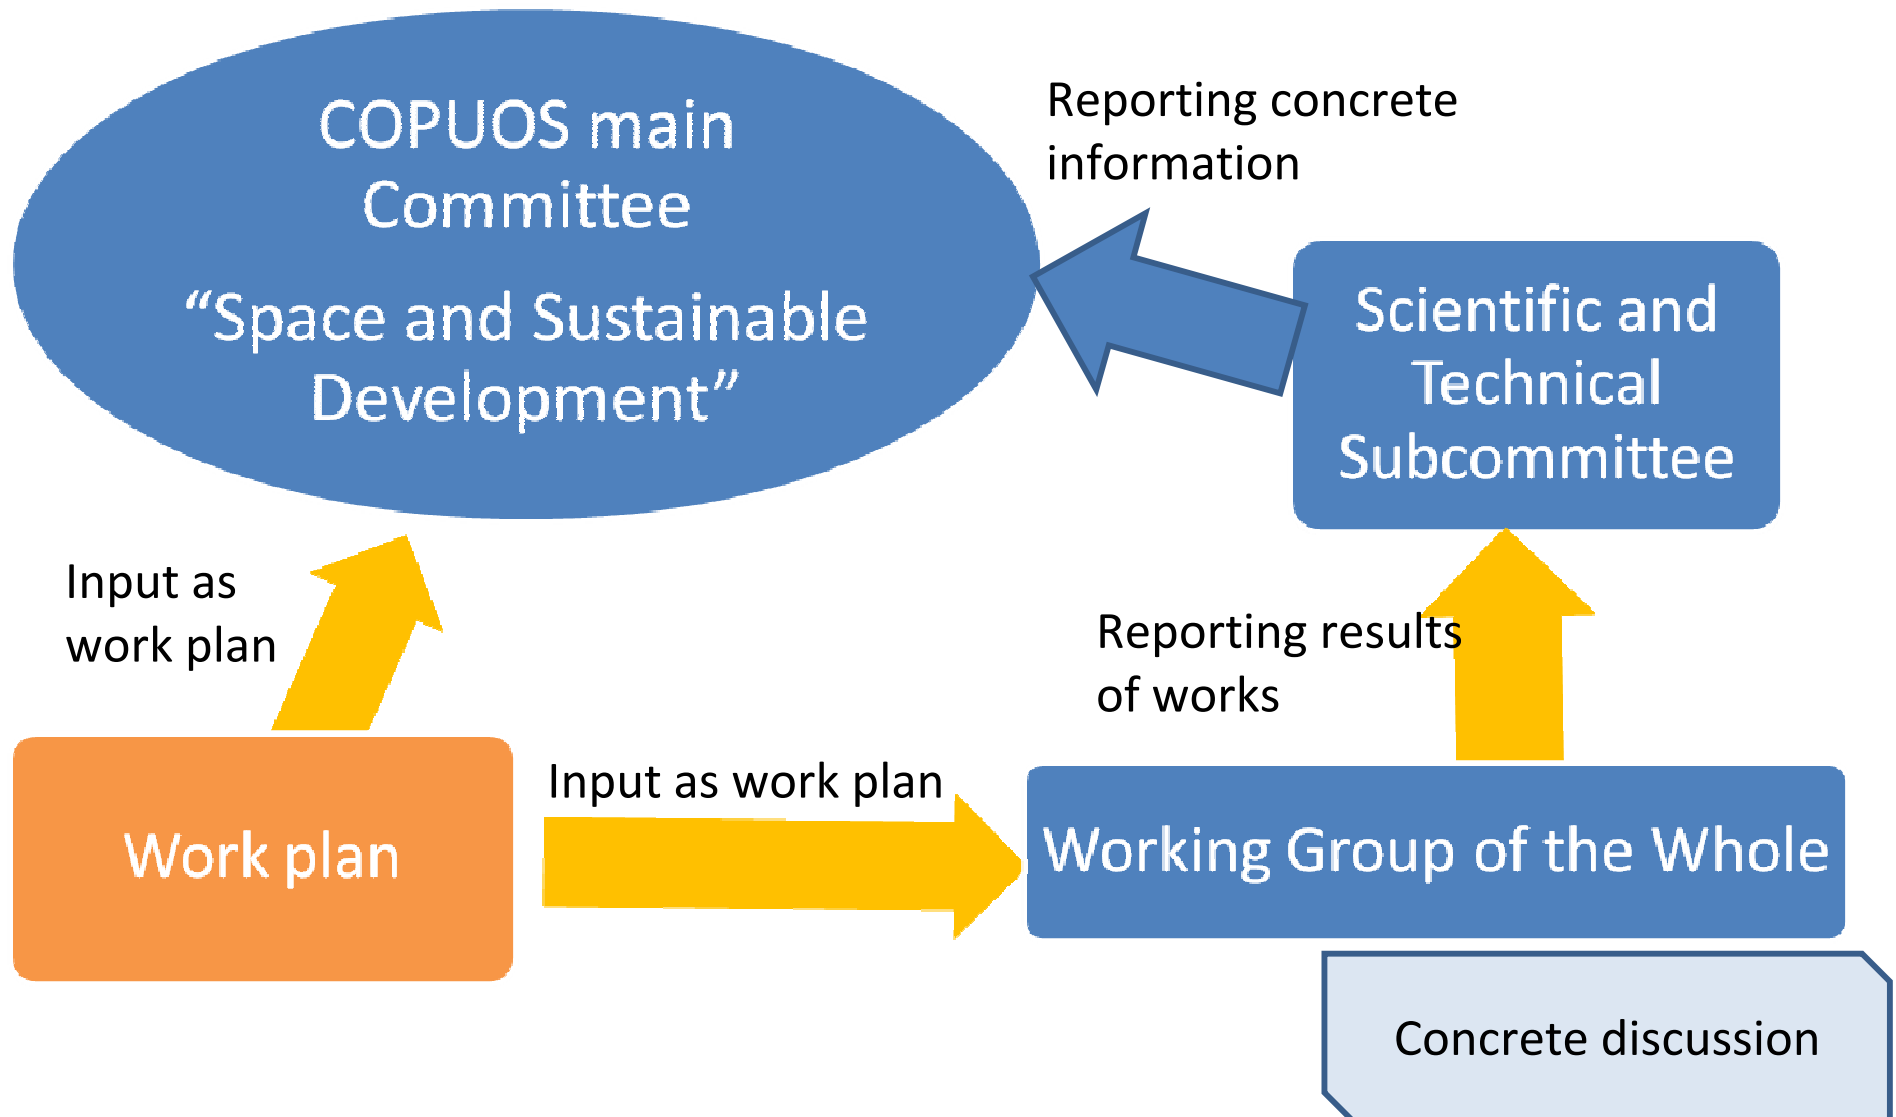 COPUOS main
Committee
“Space and Sustainable
Development”
Reporting concrete
information
Scientific and
Technical
Subcommittee
Input as
work plan
Reporting results
of works
Work plan
Input as work plan
Working Group of the Whole
Concrete discussion